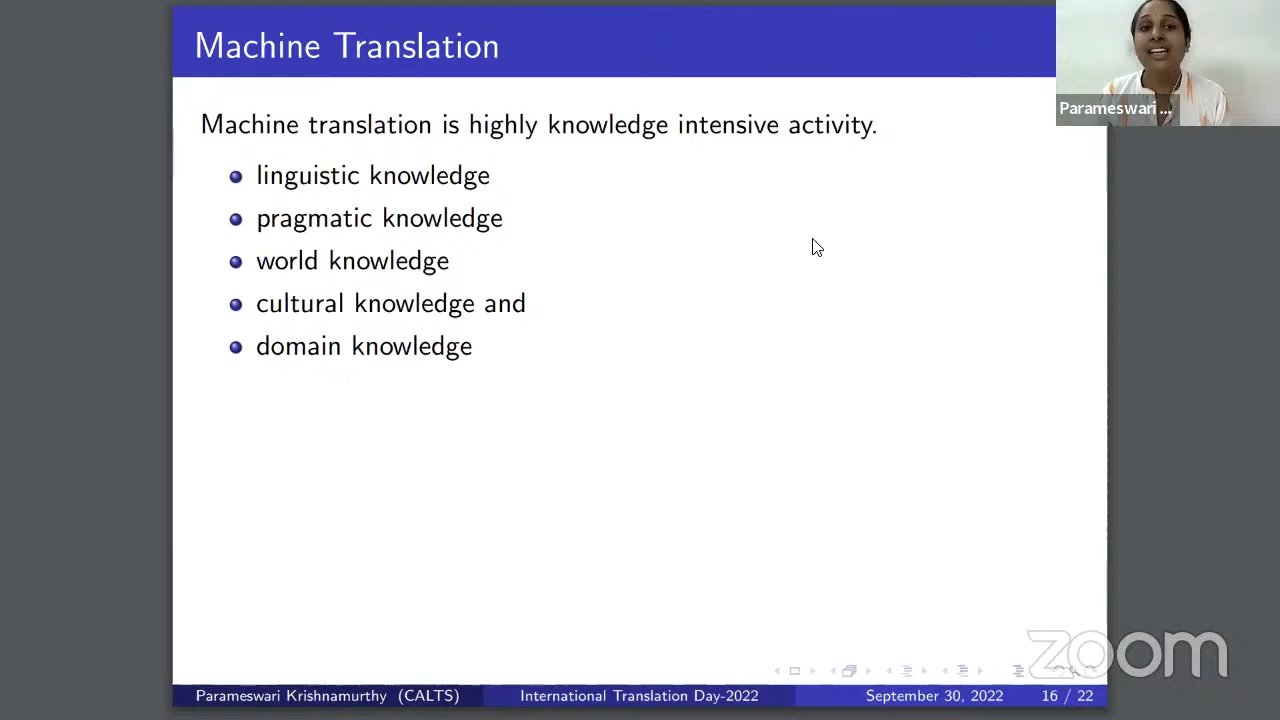 Machine Translation
Parameswari ...
Machine translation is highly knowledge intensive activity.
linguistic knowledge
pragmatic knowledge
world knowledge
cultural knowledge and
domain knowledge
zoom
Parameswari Krishnamurthy (CALTS) International Translation Day-2022 September 30, 2022 16 / 22